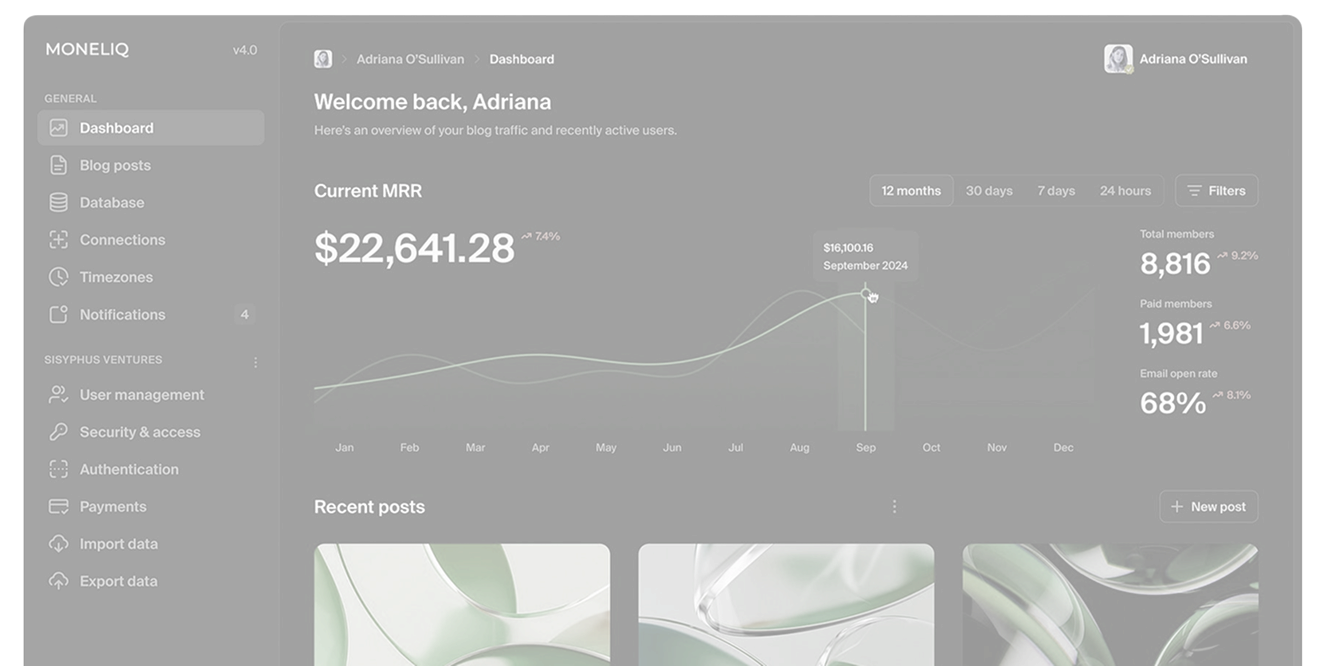 MONELIQ
v4.0
GENERAL
Dashboard
Blog posts
Database
Connections
Timezones
Notifications
4
SISYPHUS VENTURES
User management
Security & access
Authentication
Payments
Import data
Export data
Adriana O’Sullivan
Dashboard
Adriana O’Sullivan
Welcome back, Adriana
Here’s an overview of your blog traffic and recently active users.
Current MRR
12 months
30 days
7 days
24 hours
Filters
$22,641.28
7.4%
$16,100.16
September 2024
Total members
8,816
9.2%
Paid members
1,981
6.6%
Email open rate
68%
8.1%
Jan
Feb
Mar
Apr
May
Jun
Jul
Aug
Sep
Oct
Nov
Dec
Recent posts
New post